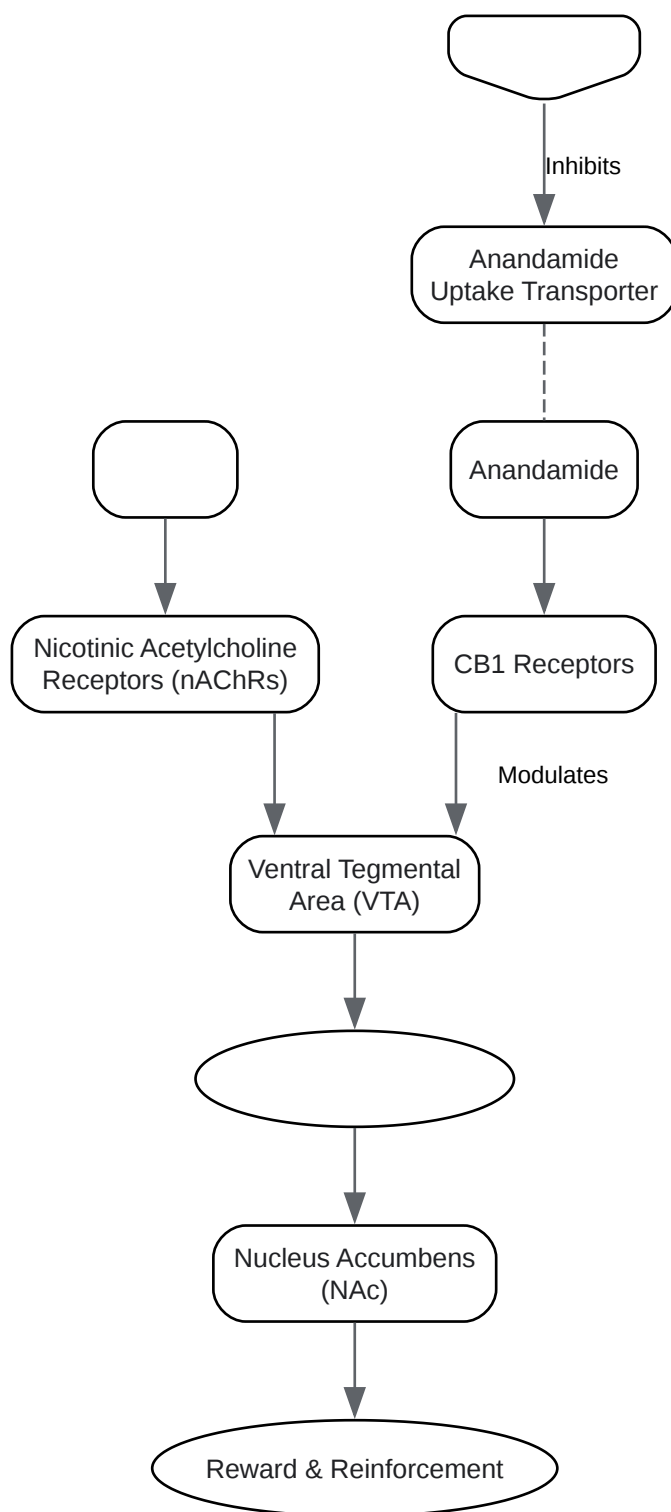 Inhibits
Anandamide
Uptake Transporter
Anandamide
Nicotinic Acetylcholine
Receptors (nAChRs)
CB1 Receptors
Modulates
Ventral Tegmental
Area (VTA)
Nucleus Accumbens
(NAc)
Reward & Reinforcement